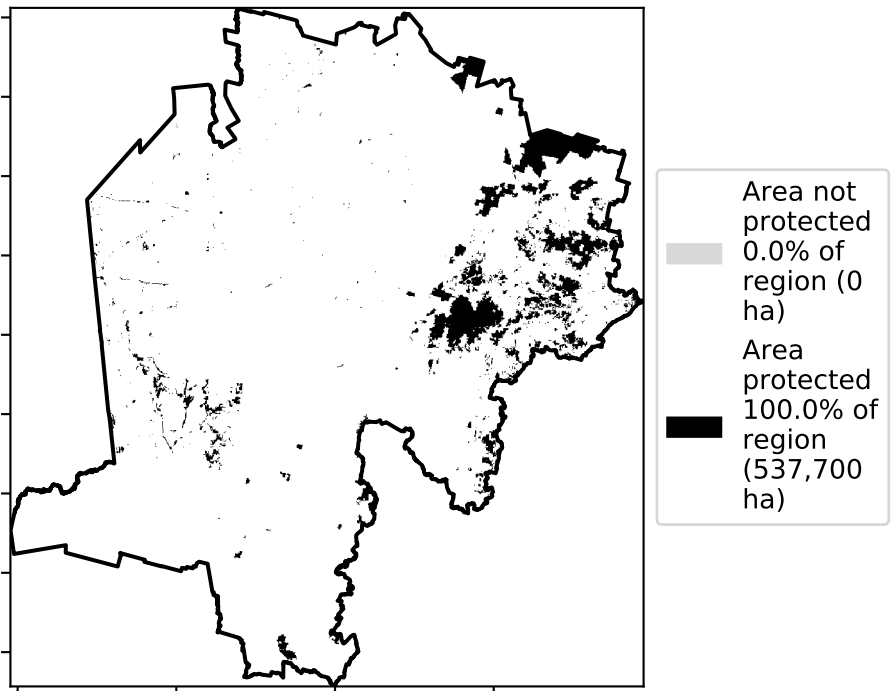 Area not
protected
0.0% of
region (0
ha)
Area
protected
100.0% of
region
(537,700
ha)